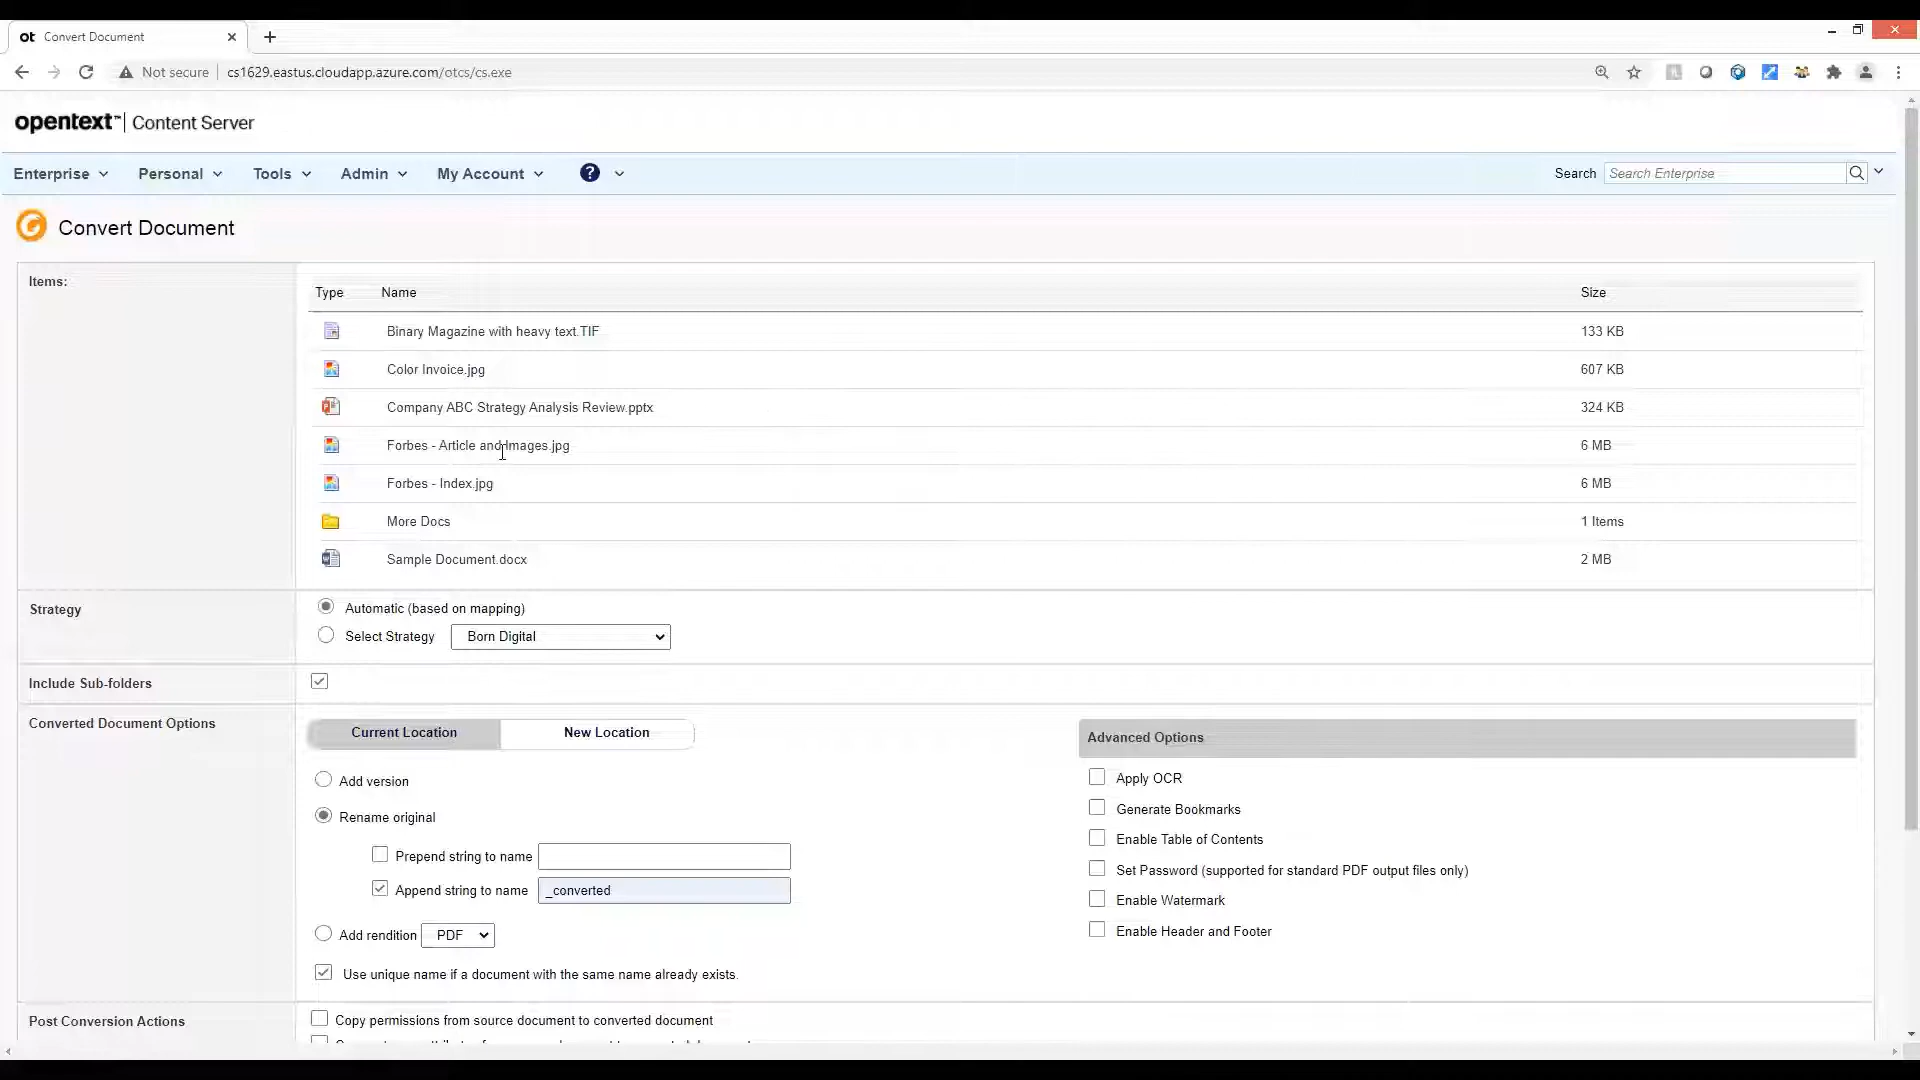 ot Convert Document
Not secure cs1629.eastus.cloudapp.azure.com/otcs/cs.exe
opentext™ | Content Server
Enterprise Personal Tools Admin My Account ? Search Search Enterprise
Convert Document
Items:
Type Name Size
Binary Magazine with heavy text.TIF 133 KB
Color Invoice.jpg 607 KB
Company ABC Strategy Analysis Review.pptx 324 KB
Forbes - Article and Images.jpg 6 MB
Forbes - Index.jpg 6 MB
More Docs 1 Items
Sample Document.docx 2 MB
Strategy
Automatic (based on mapping)
Select Strategy Born Digital
Include Sub-folders
Converted Document Options
Current Location New Location
Add version
Rename original
Prepend string to name
Append string to name _converted
Add rendition PDF
Use unique name if a document with the same name already exists.
Advanced Options
Apply OCR
Generate Bookmarks
Enable Table of Contents
Set Password (supported for standard PDF output files only)
Enable Watermark
Enable Header and Footer
Post Conversion Actions
Copy permissions from source document to converted document